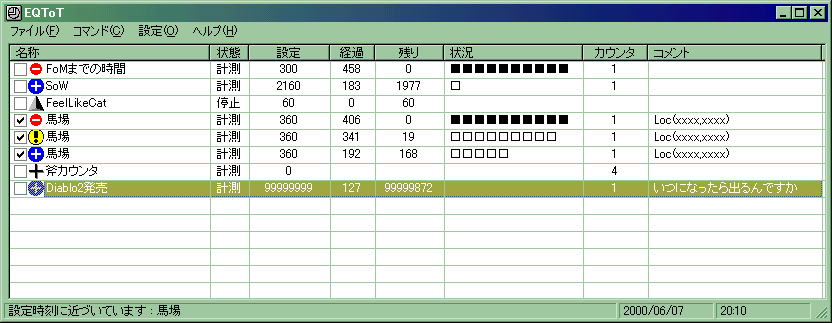 EQToT
ファイル(F) コマンド(C) 設定(O) ヘルプ(H)
名称 状態 設定 経過 残り 状況 カウンタ コメント
FoMまでの時間 計測 300 458 0 ■■■■■■■■■■ 1
SoW 計測 2160 183 1977 □ 1
FeelLikeCat 停止 60 0 60
馬場 計測 360 406 0 ■■■■■■■■■■ 1 Loc(xxxx,xxxx)
馬場 計測 360 341 19 □□□□□□□□□ 1 Loc(xxxx,xxxx)
馬場 計測 360 192 168 □□□□□ 1 Loc(xxxx,xxxx)
斧カウンタ 計測 0 4
Diablo2発売 計測 99999999 127 99999872 1 いつになったら出るんですか
設定時刻に近づいています：馬場 2000/06/07 20:10